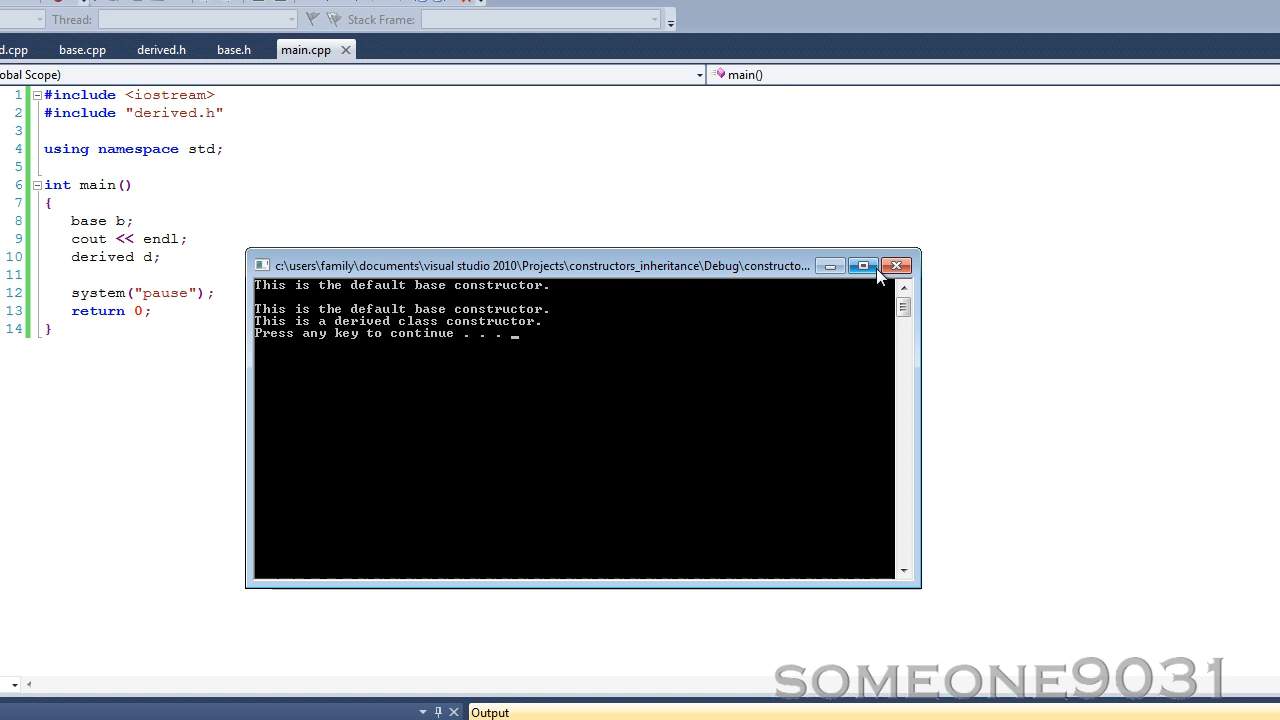 Thread:
Stack Frame:
d.cpp
base.cpp
derived.h
base.h
main.cpp
obal Scope)
main()
1 #include <iostream>
2 #include "derived.h"
3
4 using namespace std;
5
6 int main()
7 {
8 base b;
9 cout << endl;
10 derived d;
11
12 system("pause");
13 return 0;
14 }
c:\users\family\documents\visual studio 2010\Projects\constructors_inheritance\Debug\constructo...
This is the default base constructor.
This is the default base constructor.
This is a derived class constructor.
Press any key to continue . . . _
SOMEONE9031
Output